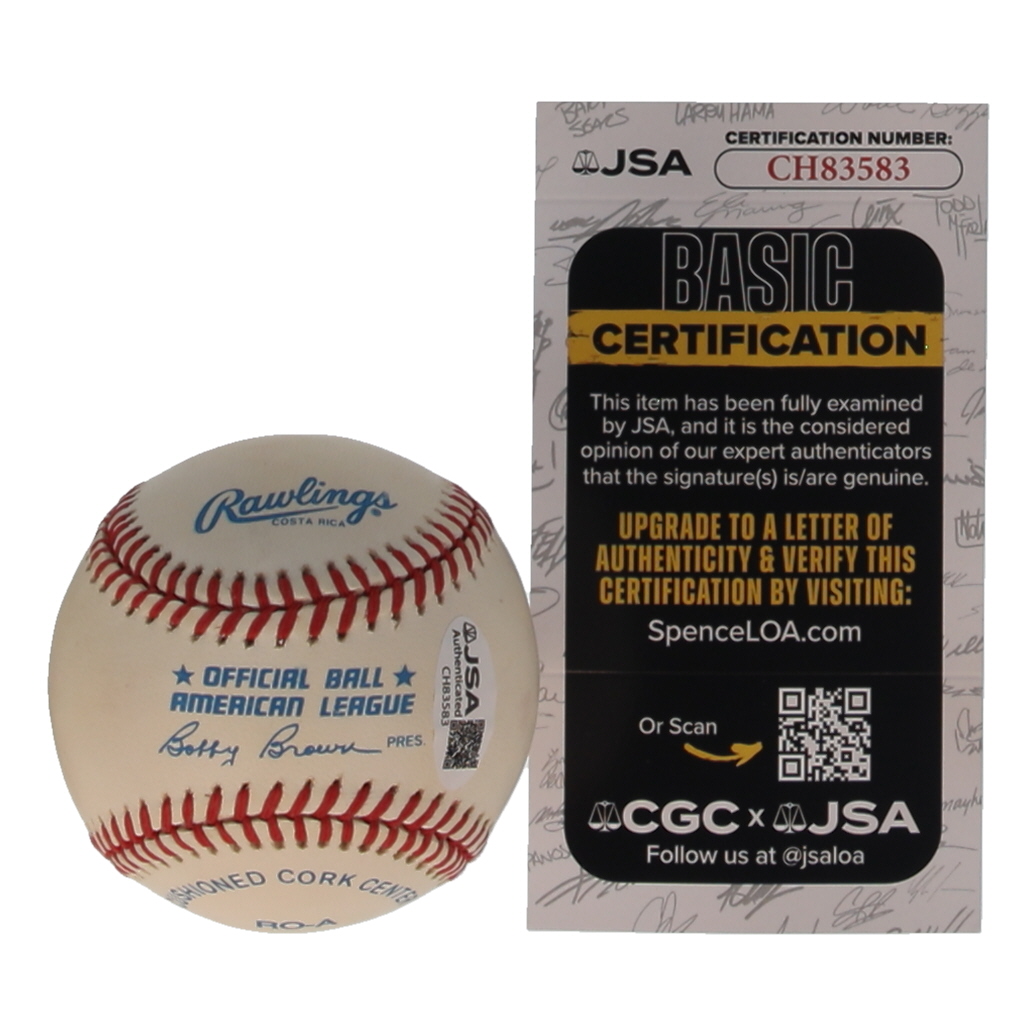 Rawlings
COSTA RICA
★ OFFICIAL BALL ★
AMERICAN LEAGUE
Bobby Brown PRES.
CUSHIONED CORK CENTER
RO-A
JSA
Authenticated
CH83583
LARRY HAMA
JSA
CERTIFICATION NUMBER:
CH83583
BASIC
CERTIFICATION
This item has been fully examined
by JSA, and it is the considered
opinion of our expert authenticators
that the signature(s) is/are genuine.
UPGRADE TO A LETTER OF
AUTHENTICITY & VERIFY THIS
CERTIFICATION BY VISITING:
SpenceLOA.com
Or Scan
CGC x JSA
Follow us at @jsaloa